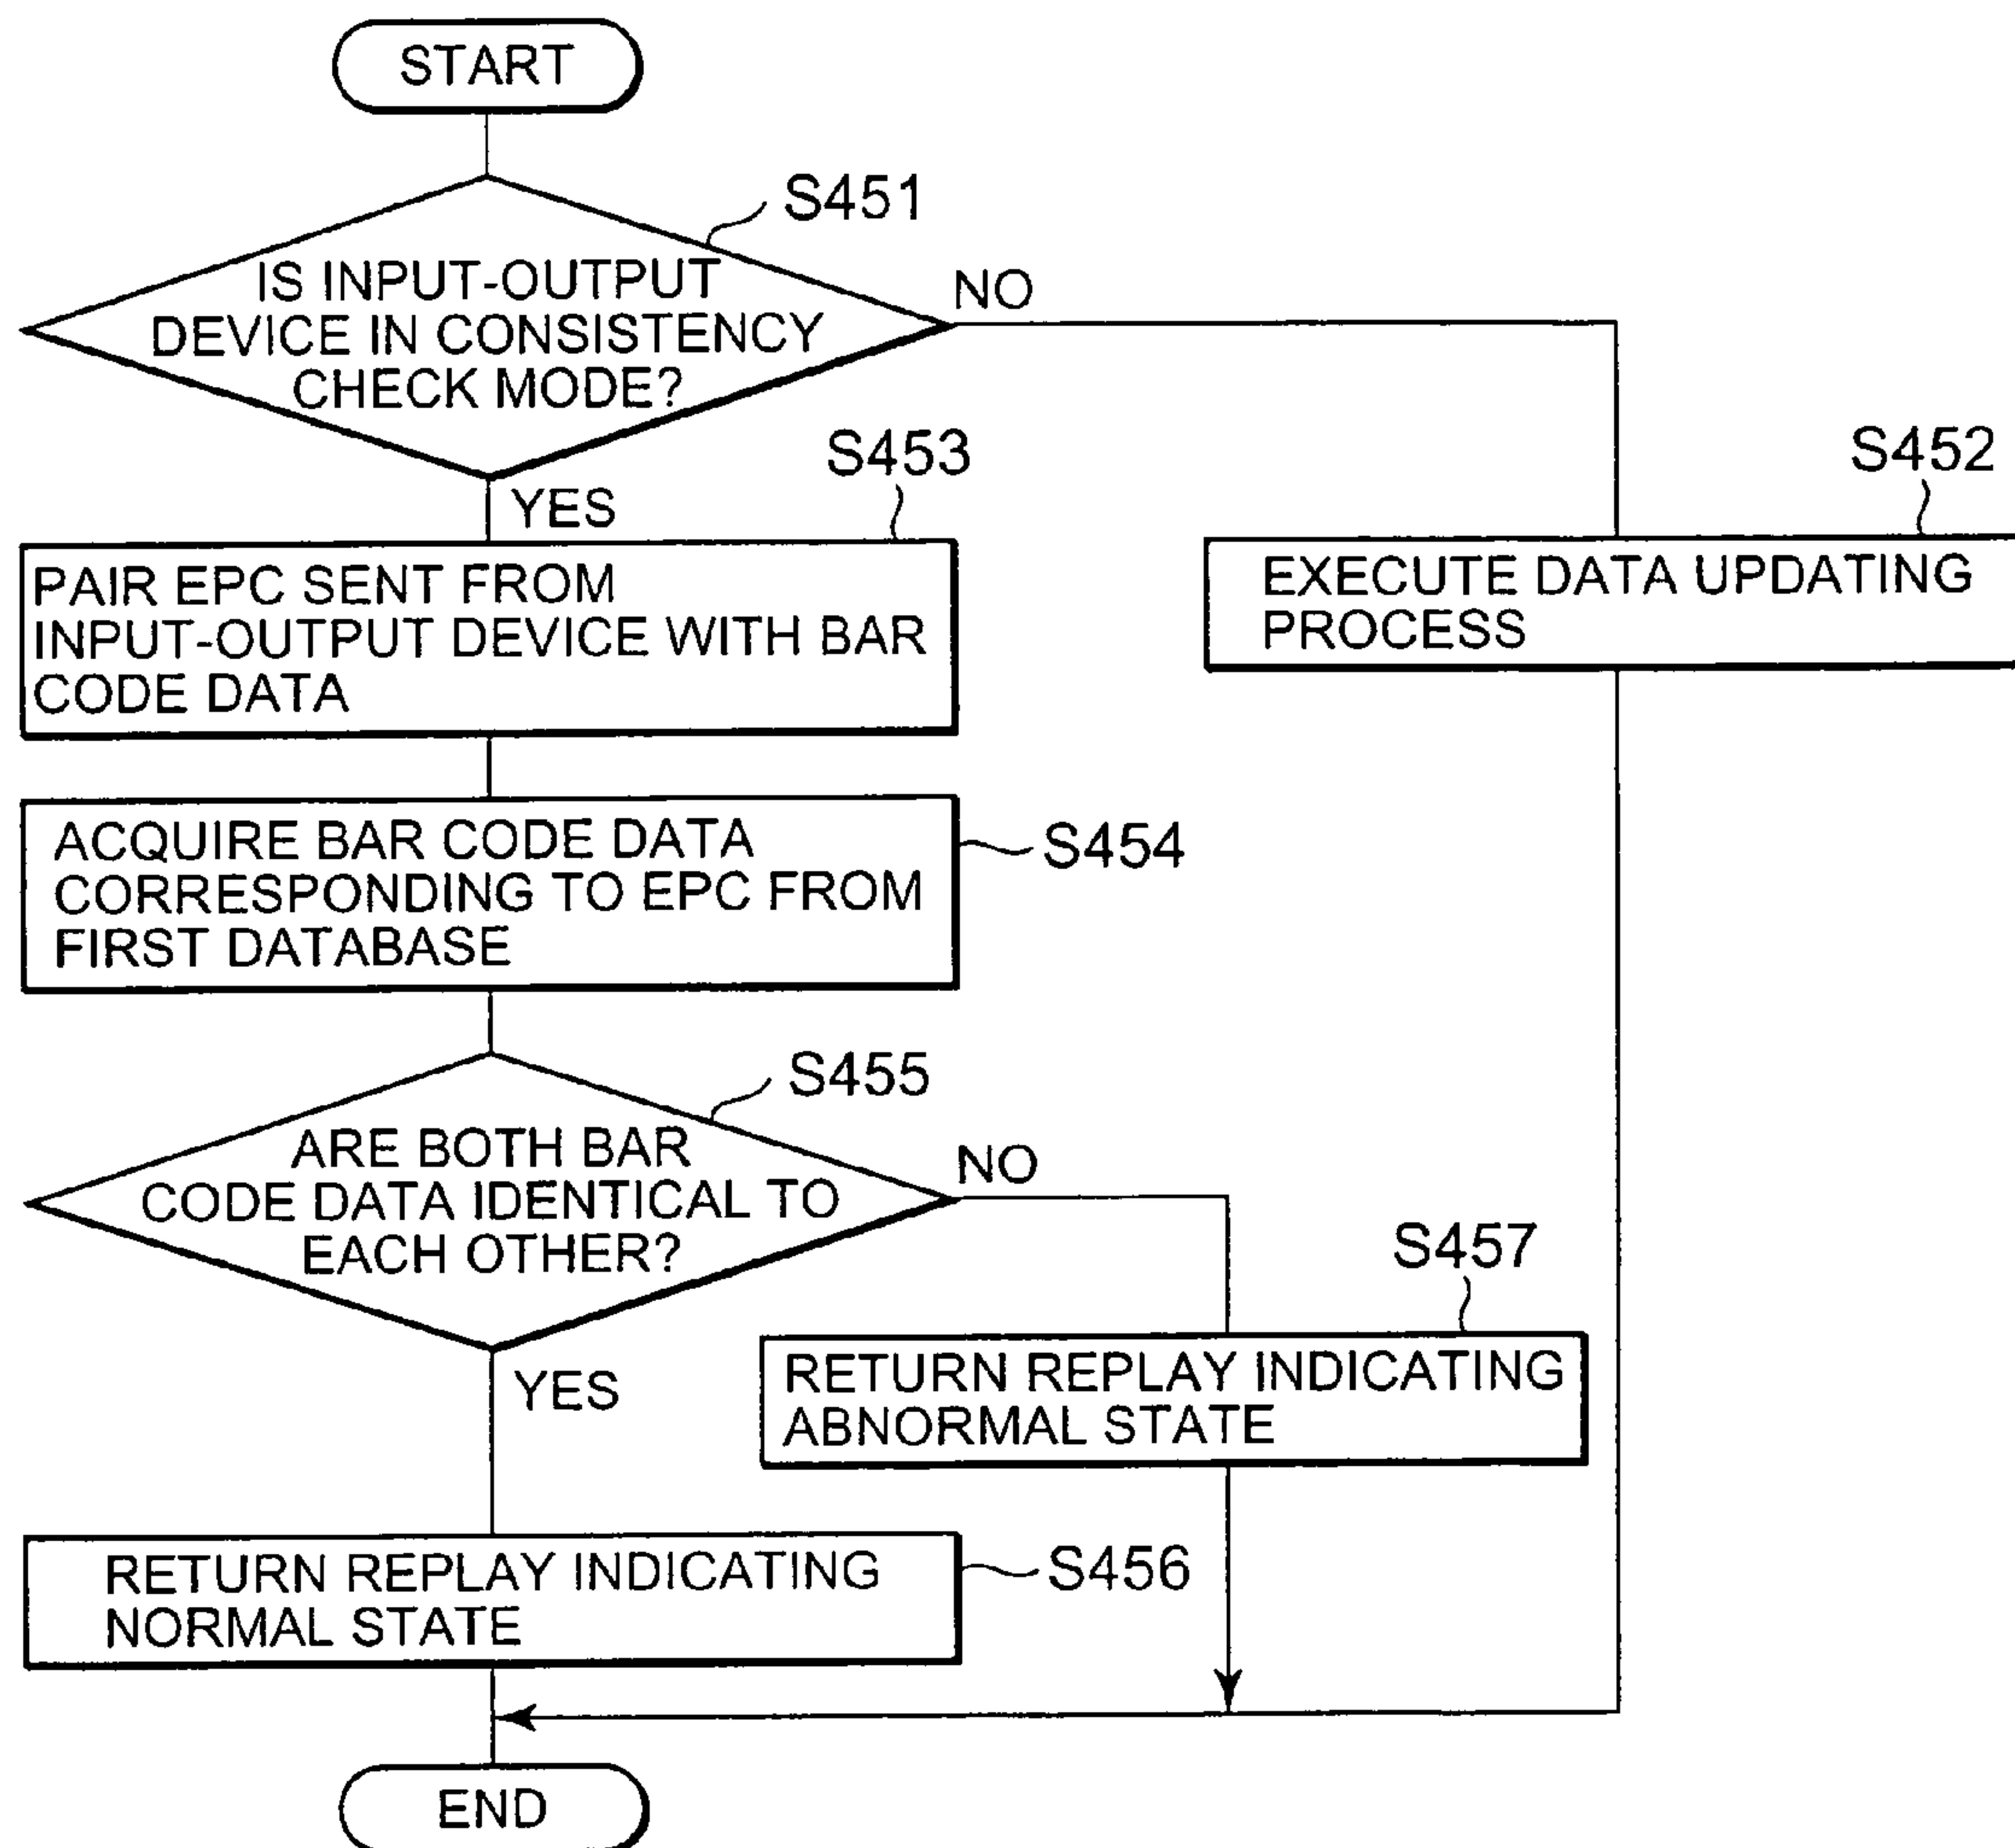 START
S451
IS INPUT-OUTPUT
DEVICE IN CONSISTENCY
CHECK MODE?
NO
YES
S453
PAIR EPC SENT FROM
INPUT-OUTPUT DEVICE WITH BAR
CODE DATA
S452
EXECUTE DATA UPDATING
PROCESS
ACQUIRE BAR CODE DATA
CORRESPONDING TO EPC FROM
FIRST DATABASE
S454
S455
ARE BOTH BAR
CODE DATA IDENTICAL TO
EACH OTHER?
NO
YES
S457
RETURN REPLAY INDICATING
ABNORMAL STATE
RETURN REPLAY INDICATING
NORMAL STATE
S456
END